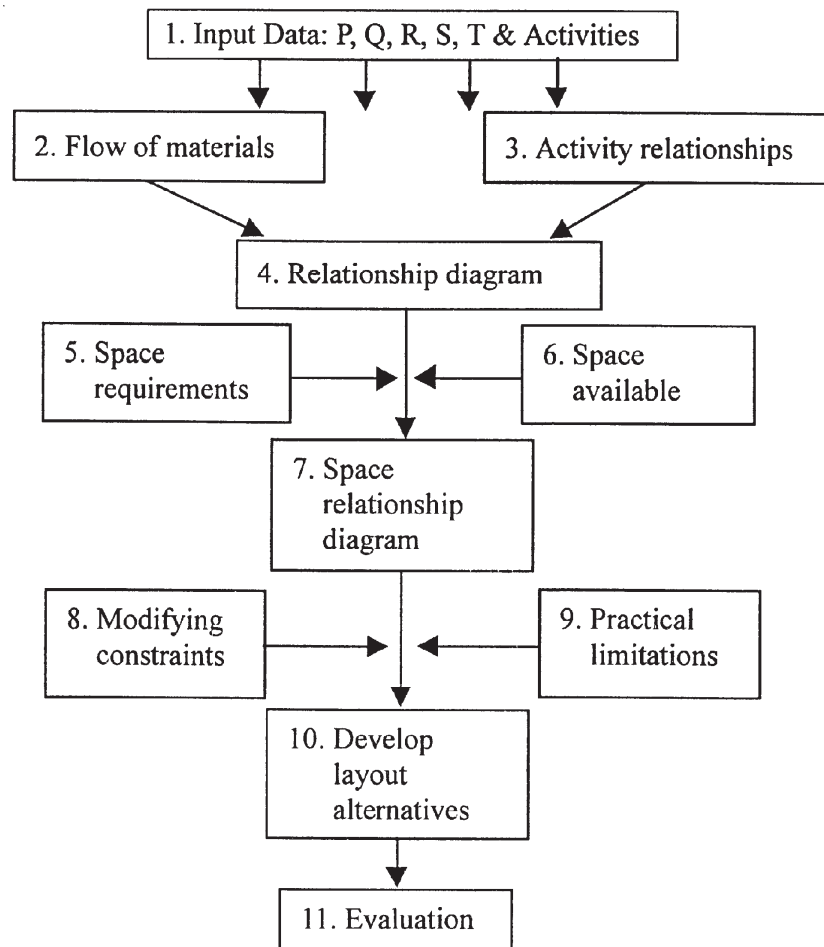 1. Input Data: P, Q, R, S, T & Activities
2. Flow of materials
3. Activity relationships
4. Relationship diagram
5. Space
requirements
6. Space
available
7. Space
relationship
diagram
8. Modifying
constraints
9. Practical
limitations
10. Develop
layout
alternatives
11. Evaluation